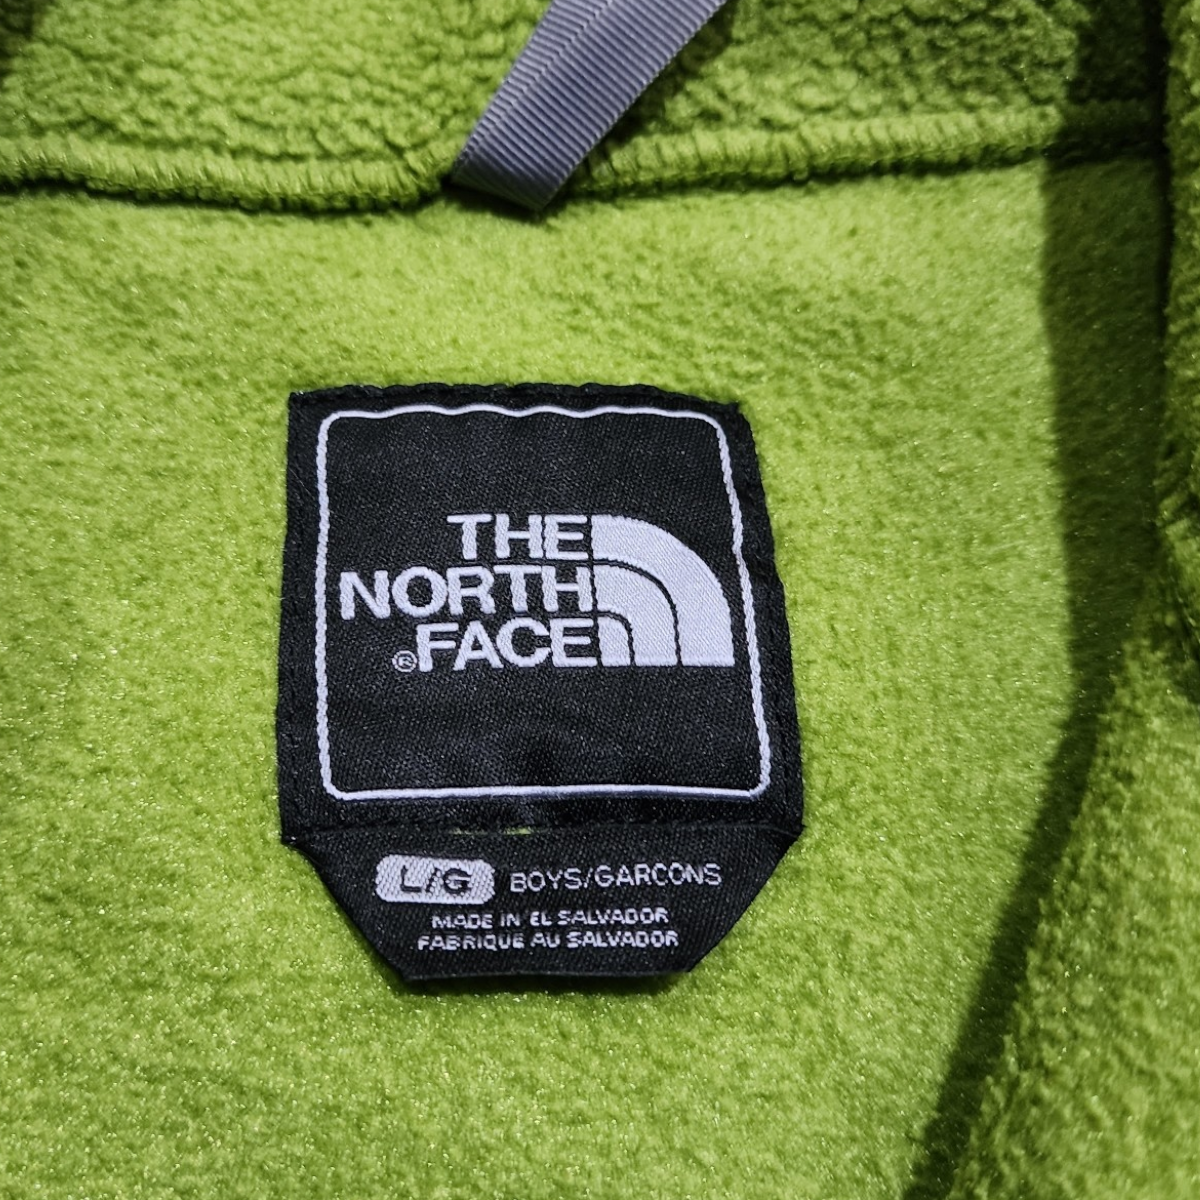 THE
NORTH
®FACE
L/G BOYS/GARCONS
MADE IN EL SALVADOR
FABRIQUE AU SALVADOR